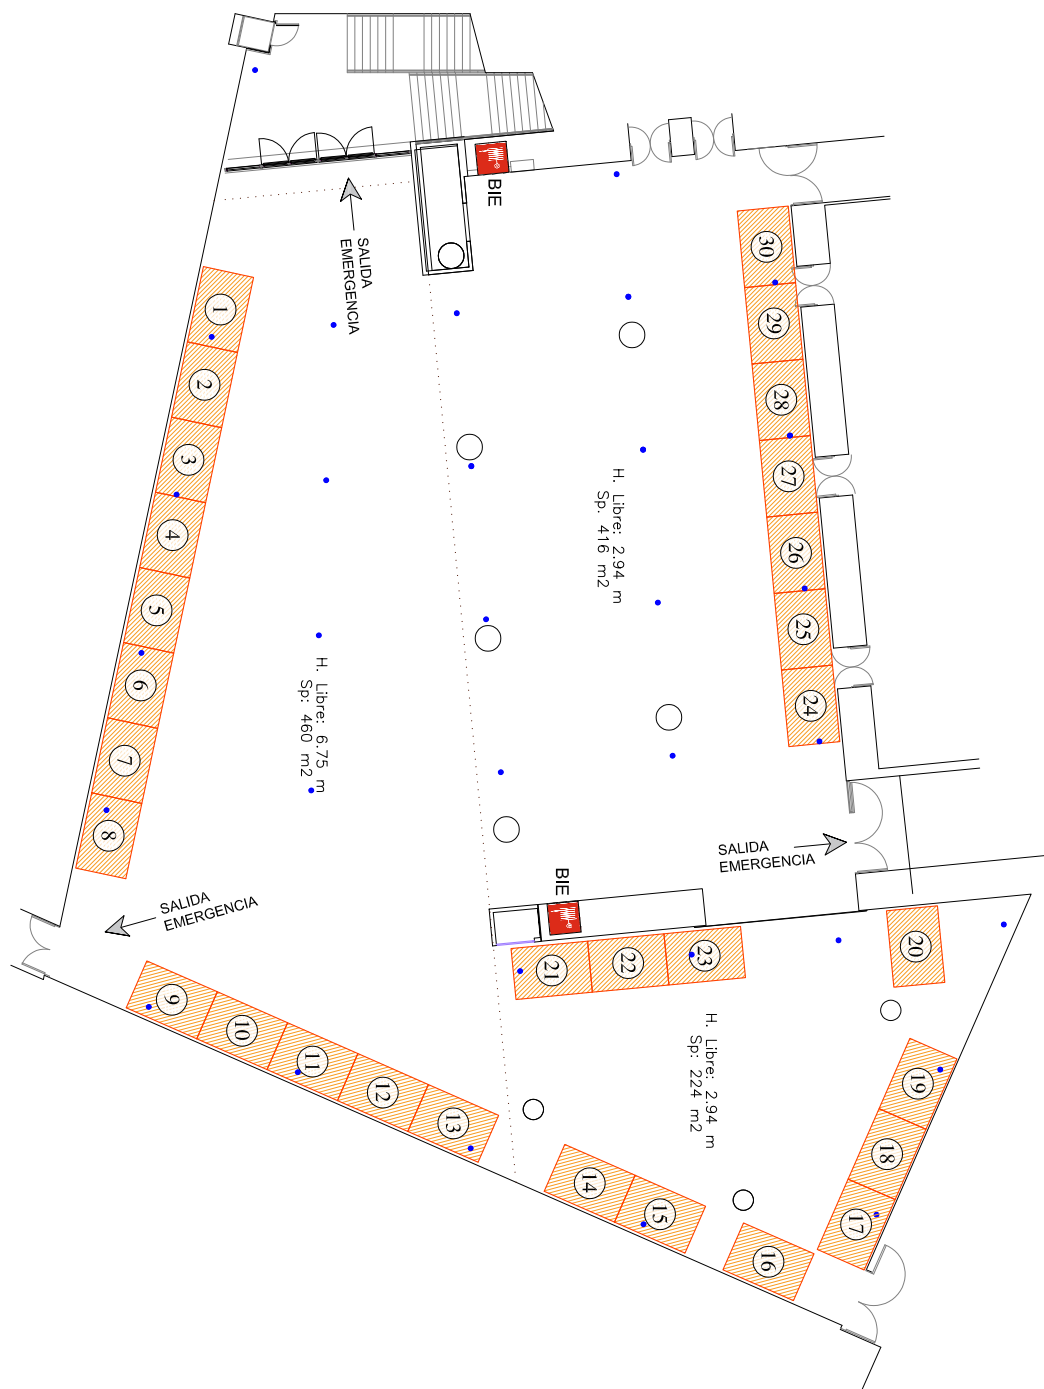 BIE
SALIDA
EMERGENCIA
30
29
28
27
26
25
24
1
2
3
4
5
6
7
8
H. Libre: 2.94 m
Sp. 416 m2
H. Libre: 6.75 m
Sp: 460 m2
SALIDA
EMERGENCIA
BIE
SALIDA
EMERGENCIA
20
21
22
23
9
10
11
12
13
H. Libre: 2.94 m
Sp: 224 m2
19
18
17
14
15
16